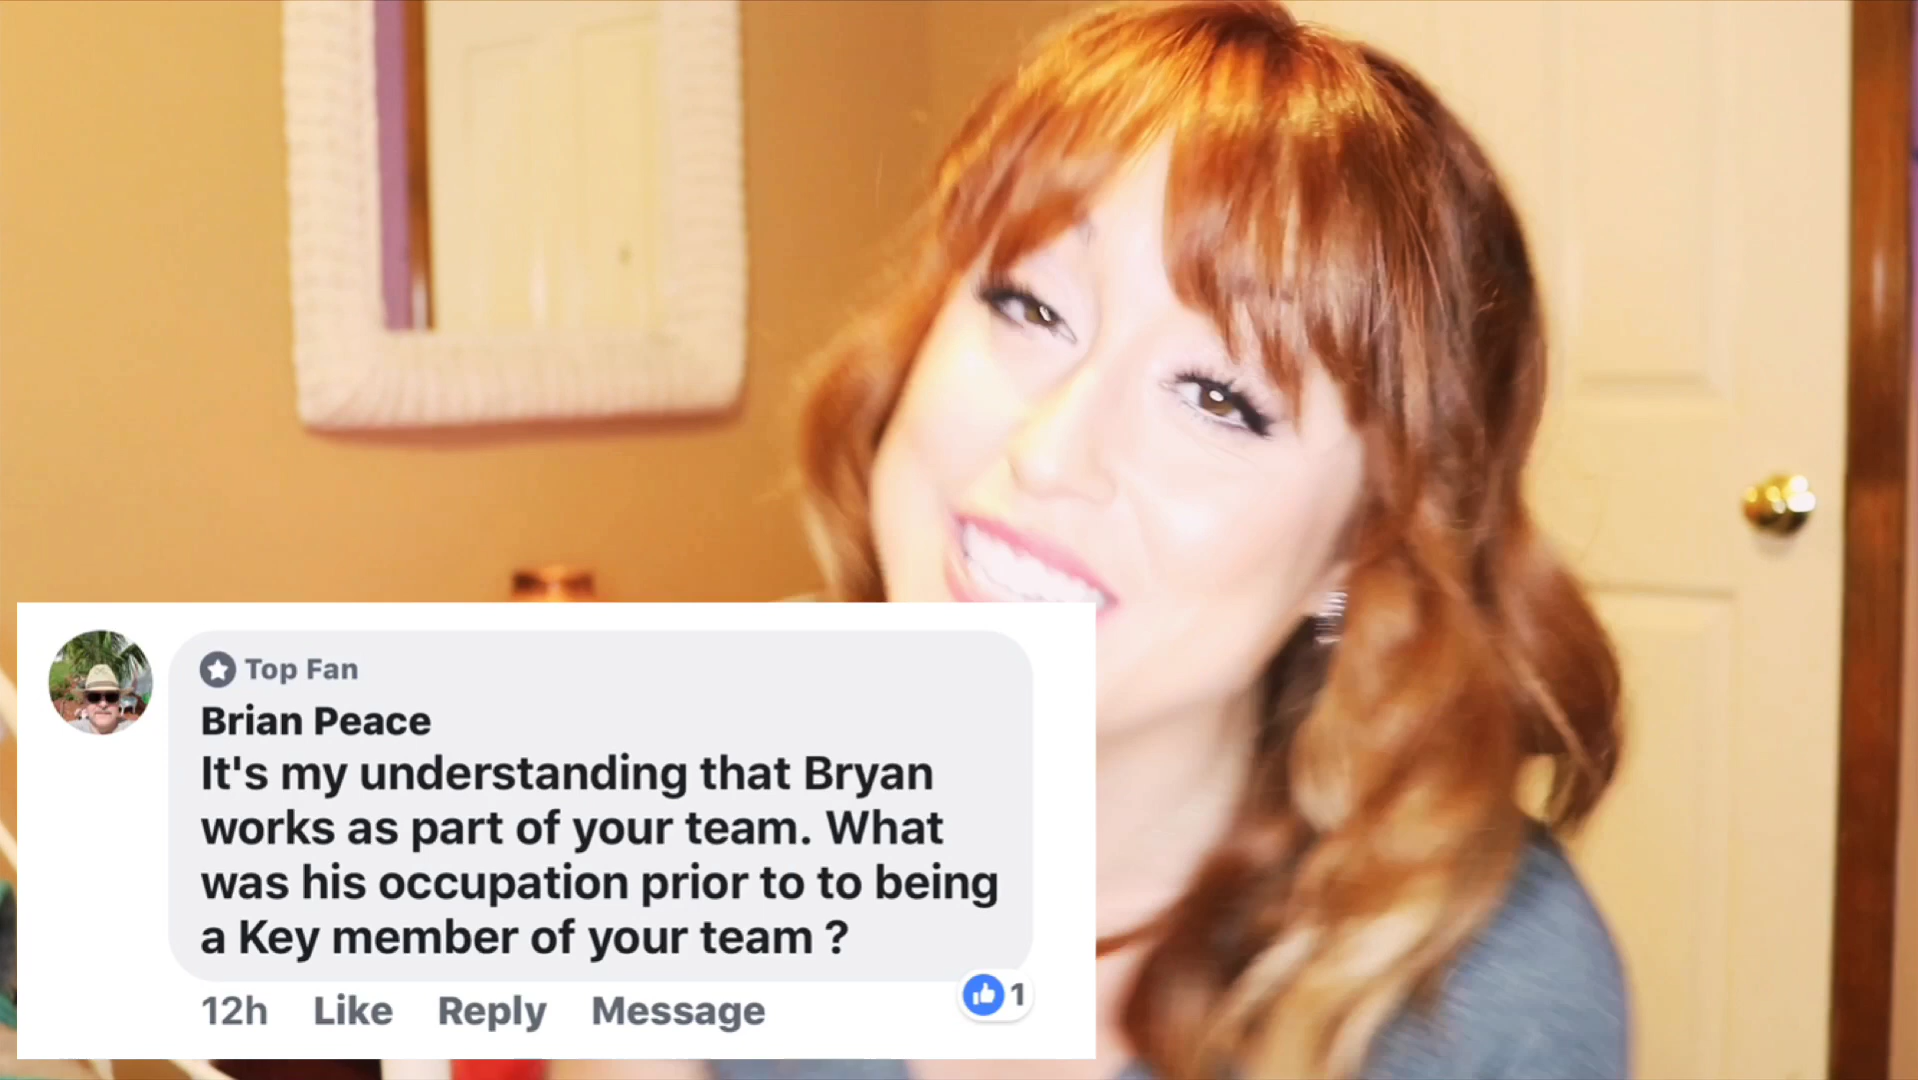 Top Fan
Brian Peace
It's my understanding that Bryan
works as part of your team. What
was his occupation prior to to being
a Key member of your team ?
12h Like Reply Message 1